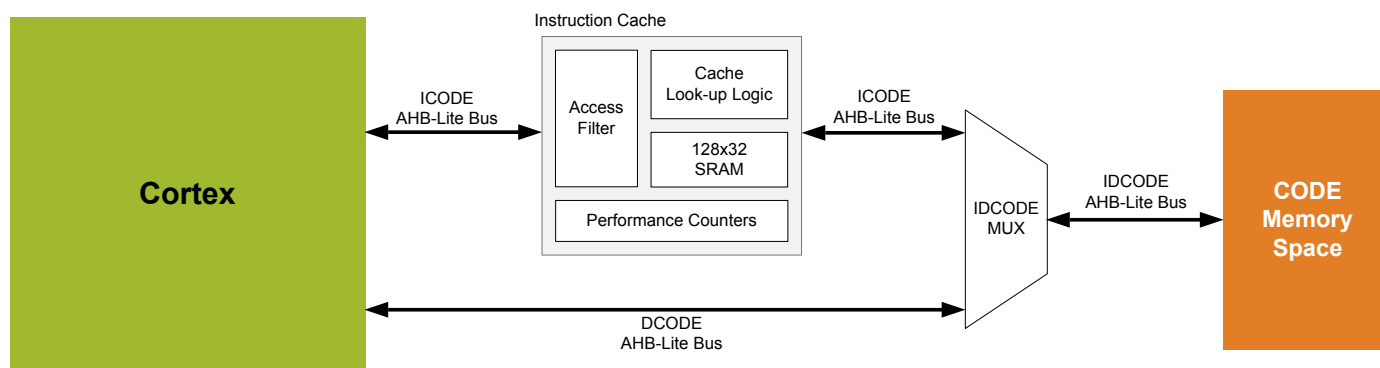 Instruction Cache
Cortex
ICODE
AHB-Lite Bus
Access
Filter
Cache
Look-up Logic
128x32
SRAM
Performance Counters
ICODE
AHB-Lite Bus
IDCODE
MUX
IDCODE
AHB-Lite Bus
CODE
Memory
Space
DCODE
AHB-Lite Bus